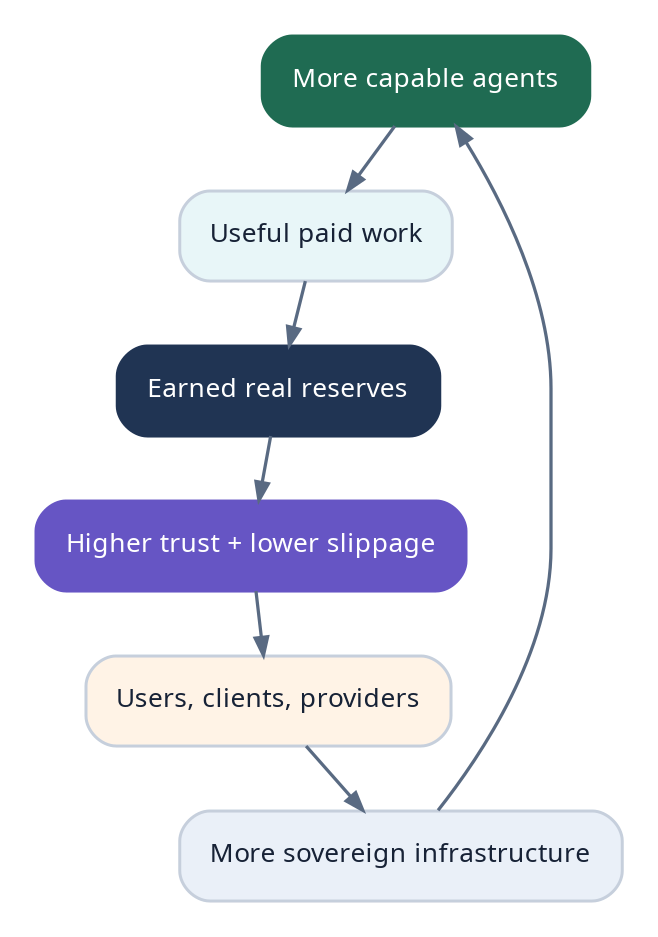 More capable agents
Useful paid work
Earned real reserves
Higher trust + lower slippage
Users, clients, providers
More sovereign infrastructure